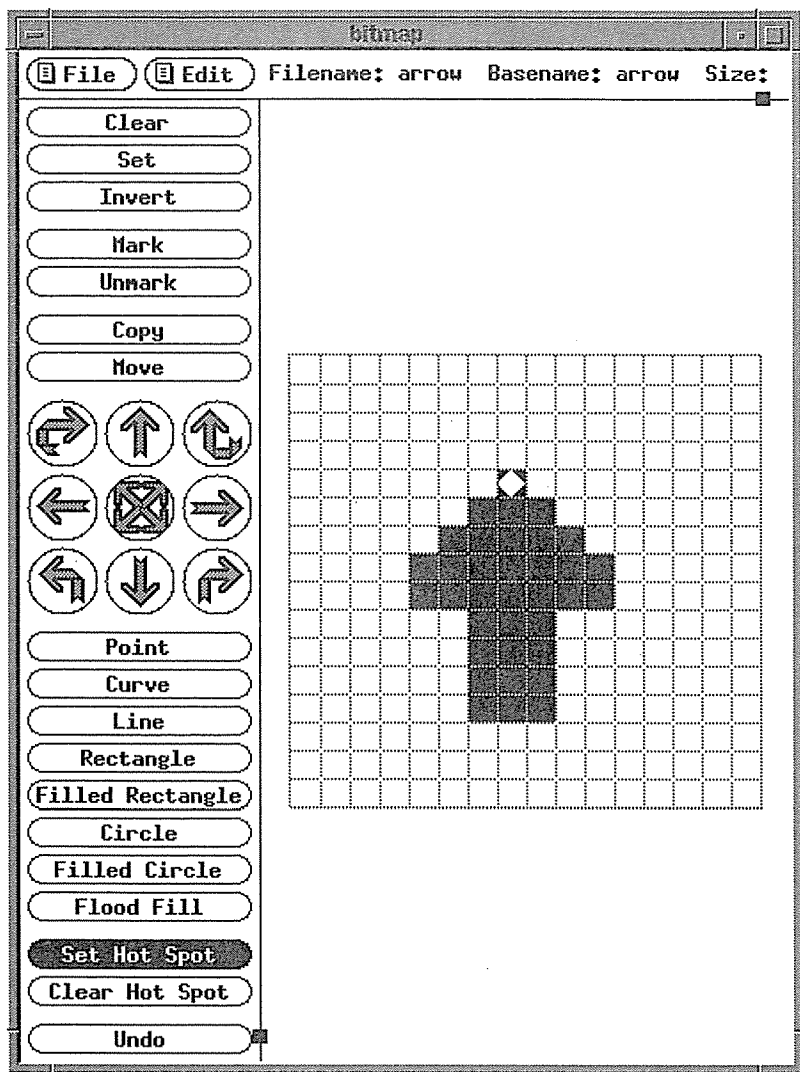 bitmap
File Edit Filename: arrow Basename: arrow Size:
Clear
Set
Invert
Mark
Unmark
Copy
Move
Point
Curve
Line
Rectangle
Filled Rectangle
Circle
Filled Circle
Flood Fill
Set Hot Spot
Clear Hot Spot
Undo